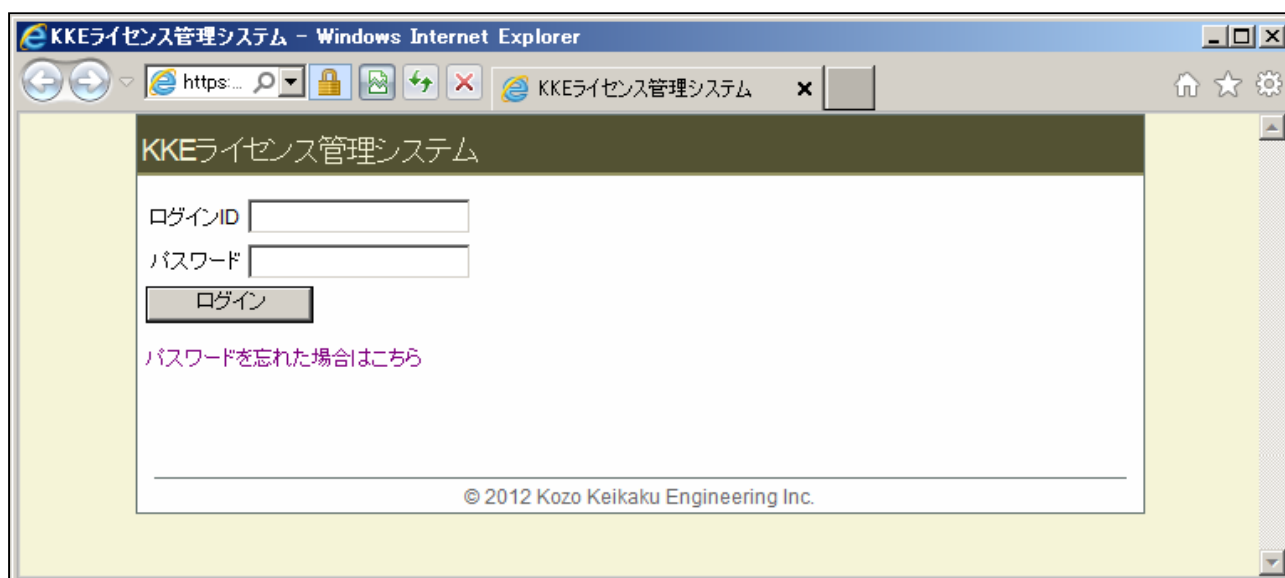 KKEライセンス管理システム - Windows Internet Explorer
https:... KKEライセンス管理システム
KKEライセンス管理システム
ログインID
パスワード
ログイン
パスワードを忘れた場合はこちら
© 2012 Kozo Keikaku Engineering Inc.